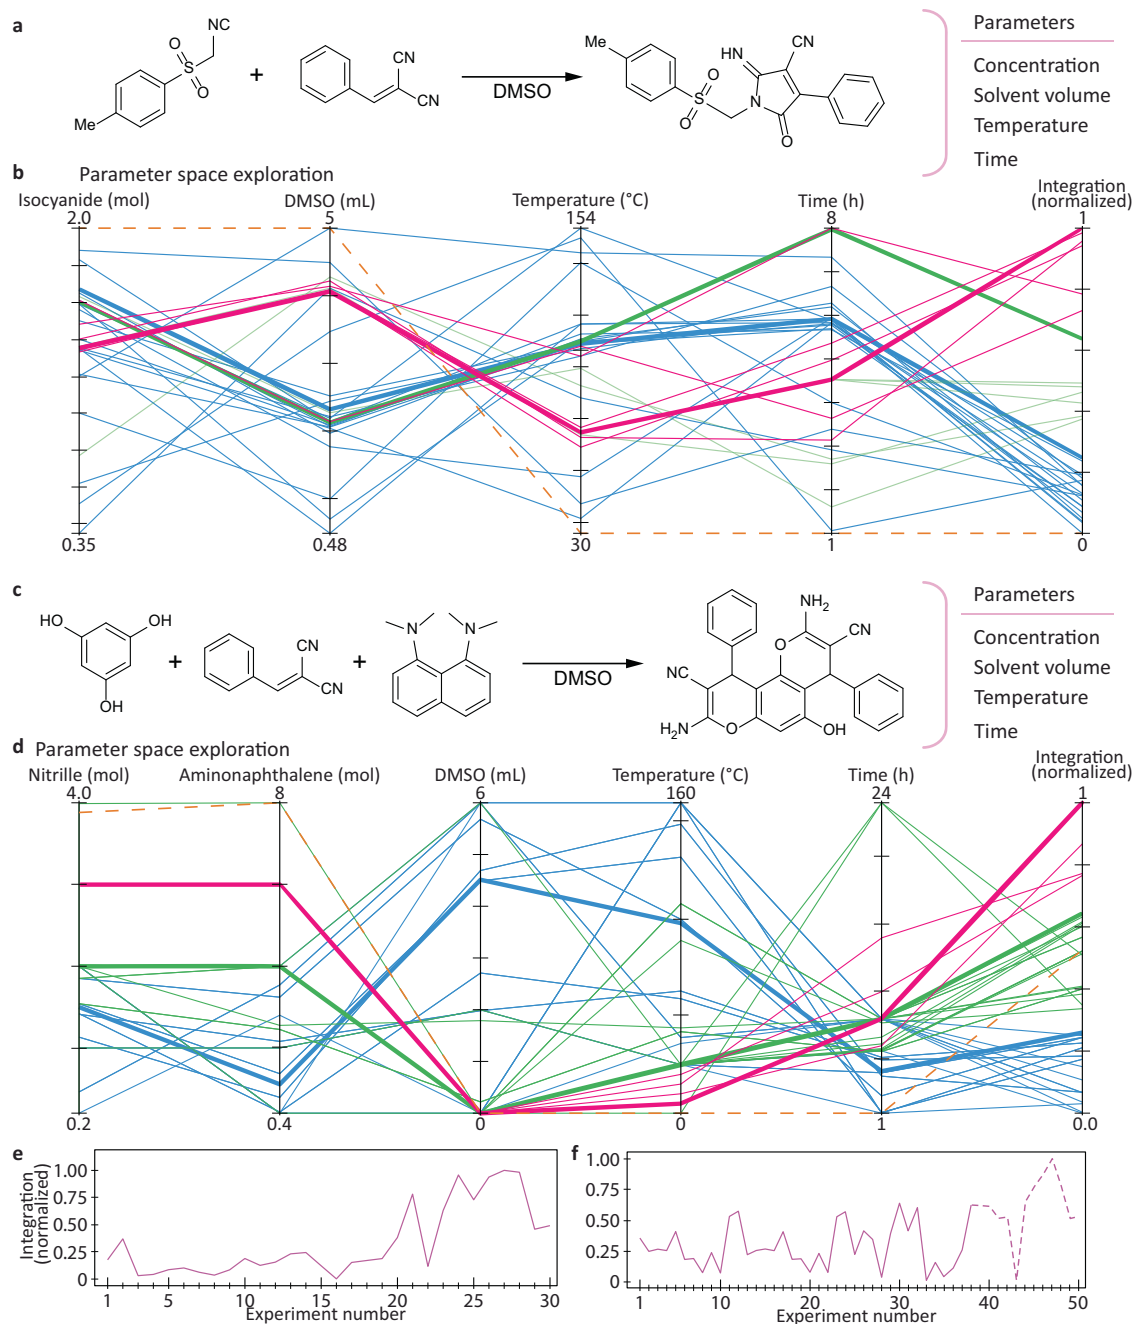 a
NC
O
S
O
Me
+
CN
CN
DMSO
Me
O
S
O
HN
CN
N
O
Parameters
Concentration
Solvent volume
Temperature
Time
b Parameter space exploration
Isocyanide (mol) DMSO (mL) Temperature (°C) Time (h) Integration (normalized)
2.0 5 154 8 1
0.35 0.48 30 1 0
c
HO OH
OH
+
CN
CN
+
N N
DMSO
NH2
O
CN
NC
H2N O OH
Parameters
Concentration
Solvent volume
Temperature
Time
d Parameter space exploration
Nitrille (mol) Aminonaphthalene (mol) DMSO (mL) Temperature (°C) Time (h) Integration (normalized)
4.0 8 6 160 24 1
0.2 0.4 0 0 1 0.0
e
Integration
(normalized)
1.00
0.75
0.50
0.25
0
1 5 10 15 20 25 30
Experiment number
f
1.00
0.75
0.50
0.25
0
1 10 20 30 40 50
Experiment number